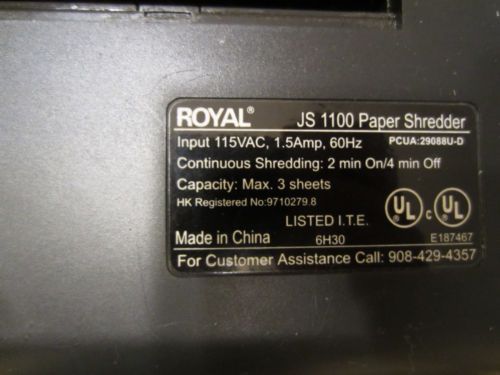 ROYAL® JS 1100 Paper Shredder
Input 115VAC, 1.5Amp, 60Hz PCUA:29088U-D
Continuous Shredding: 2 min On/4 min Off
Capacity: Max. 3 sheets
HK Registered No:9710279.8
UL C UL
LISTED I.T.E.
Made in China 6H30 E187467
For Customer Assistance Call: 908-429-4357